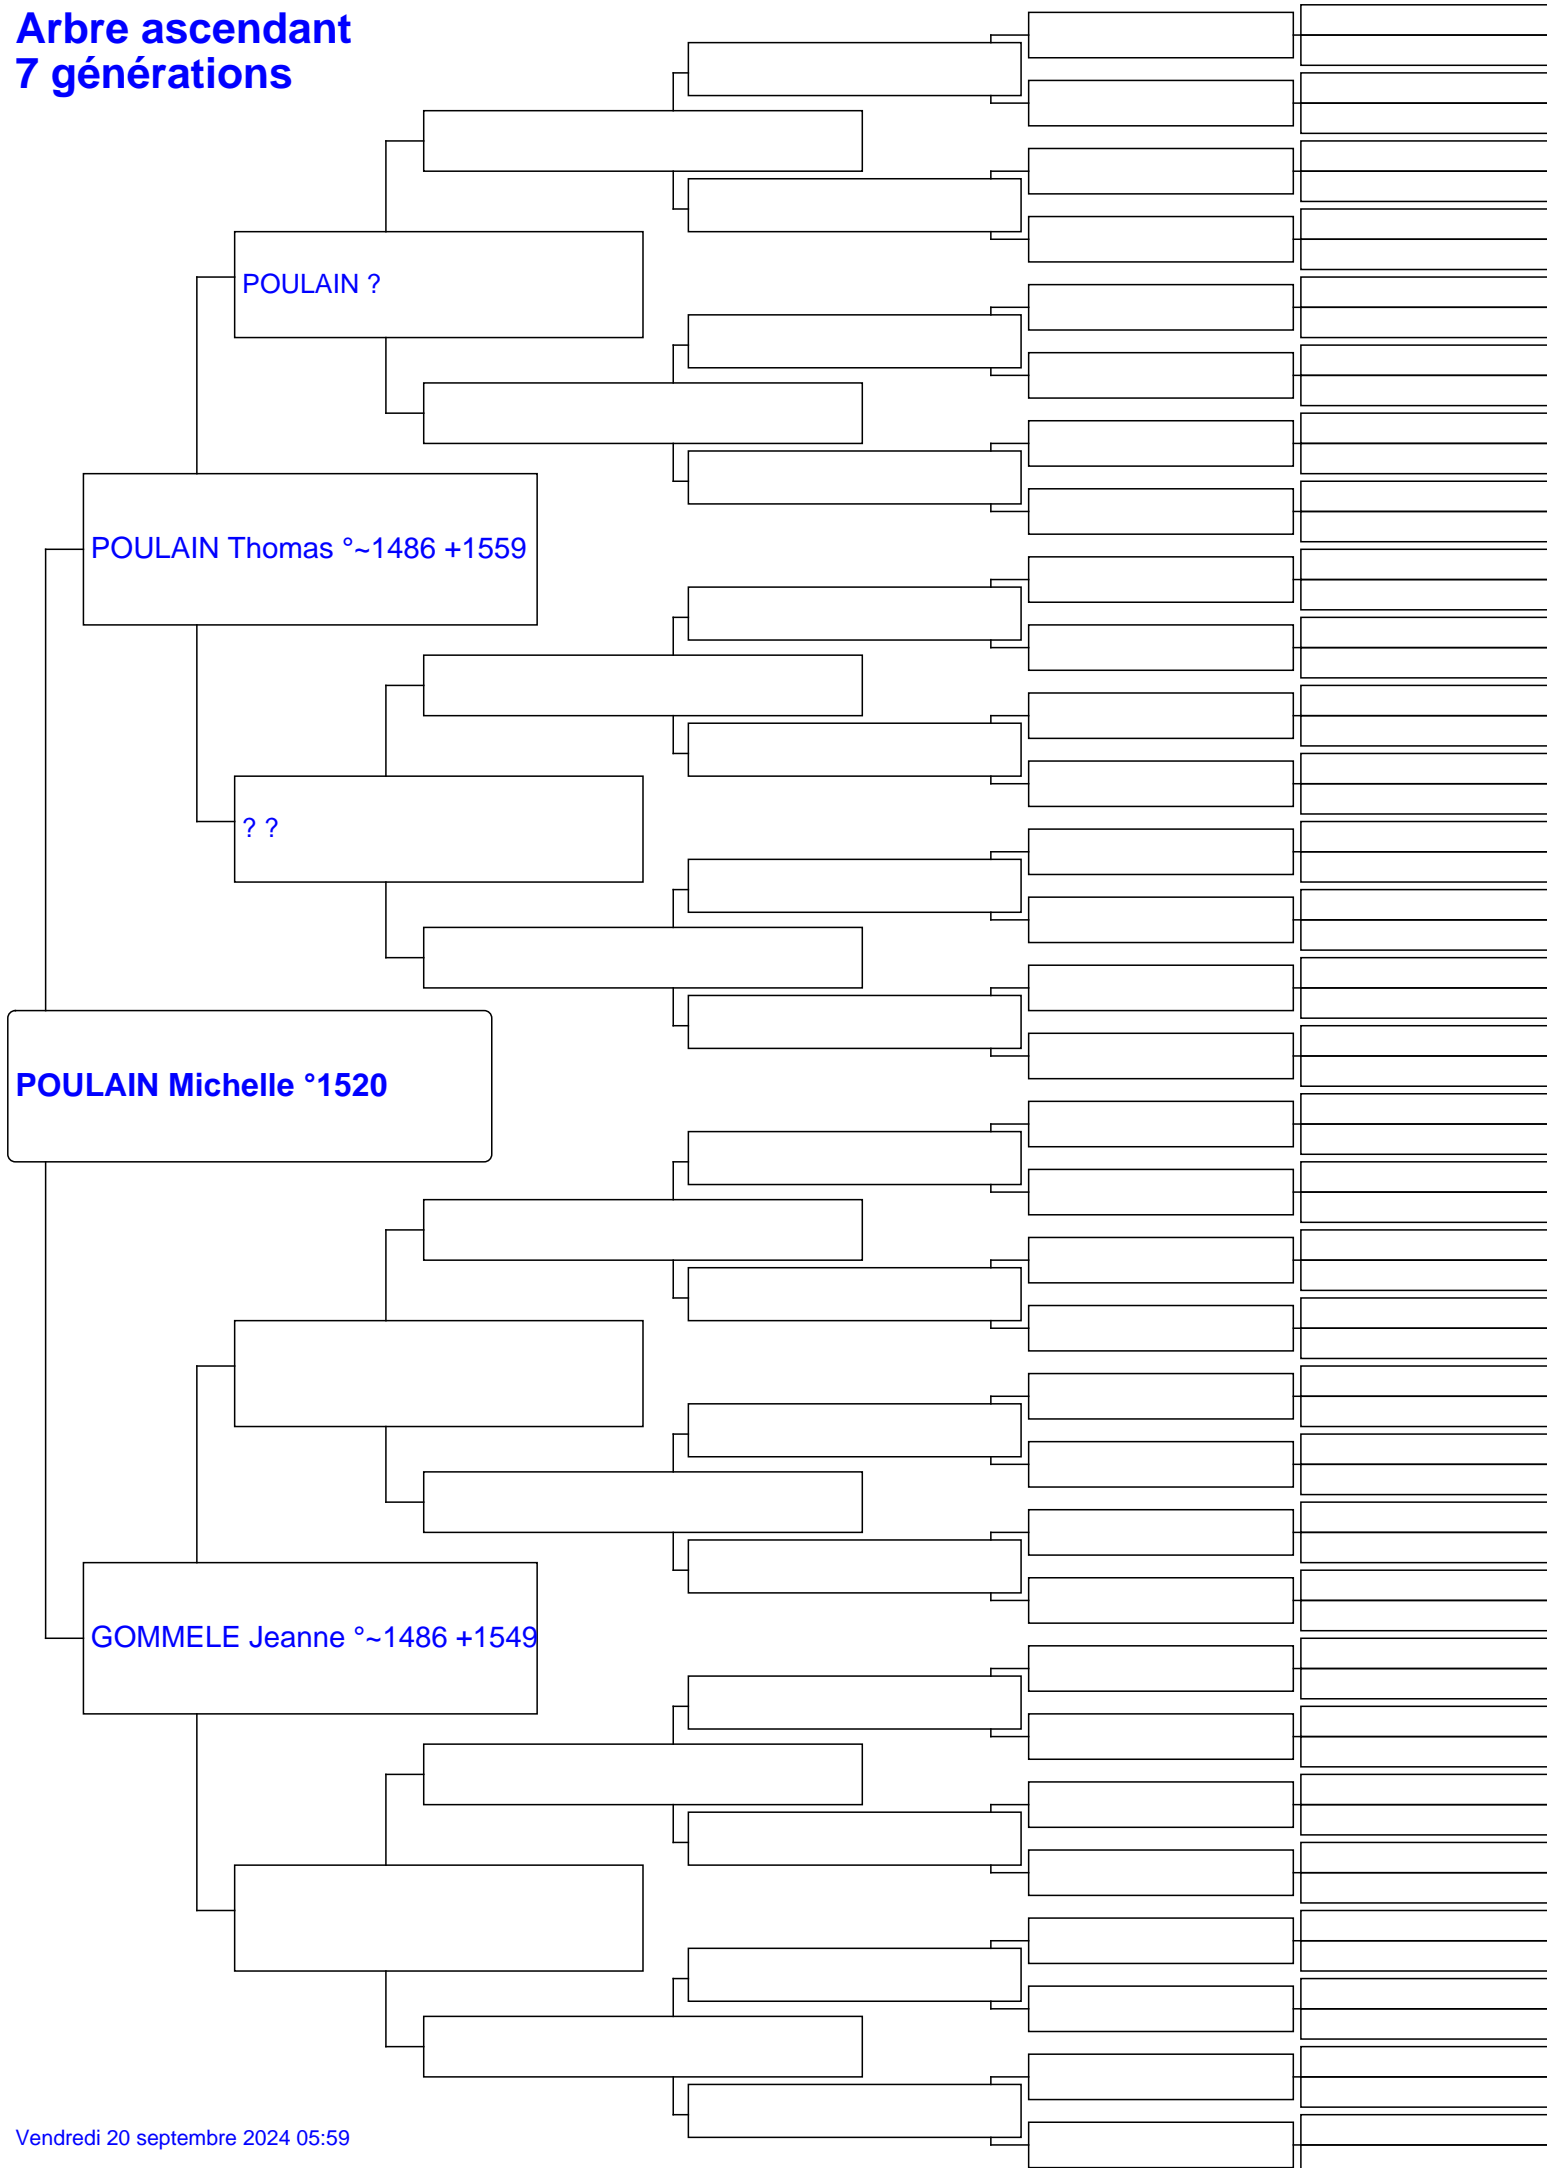 Arbre ascendant
7 générations
POULAIN ?
POULAIN Thomas °~1486 +1559
? ?
POULAIN Michelle °1520
GOMMELE Jeanne °~1486 +1549
Vendredi 20 septembre 2024 05:59